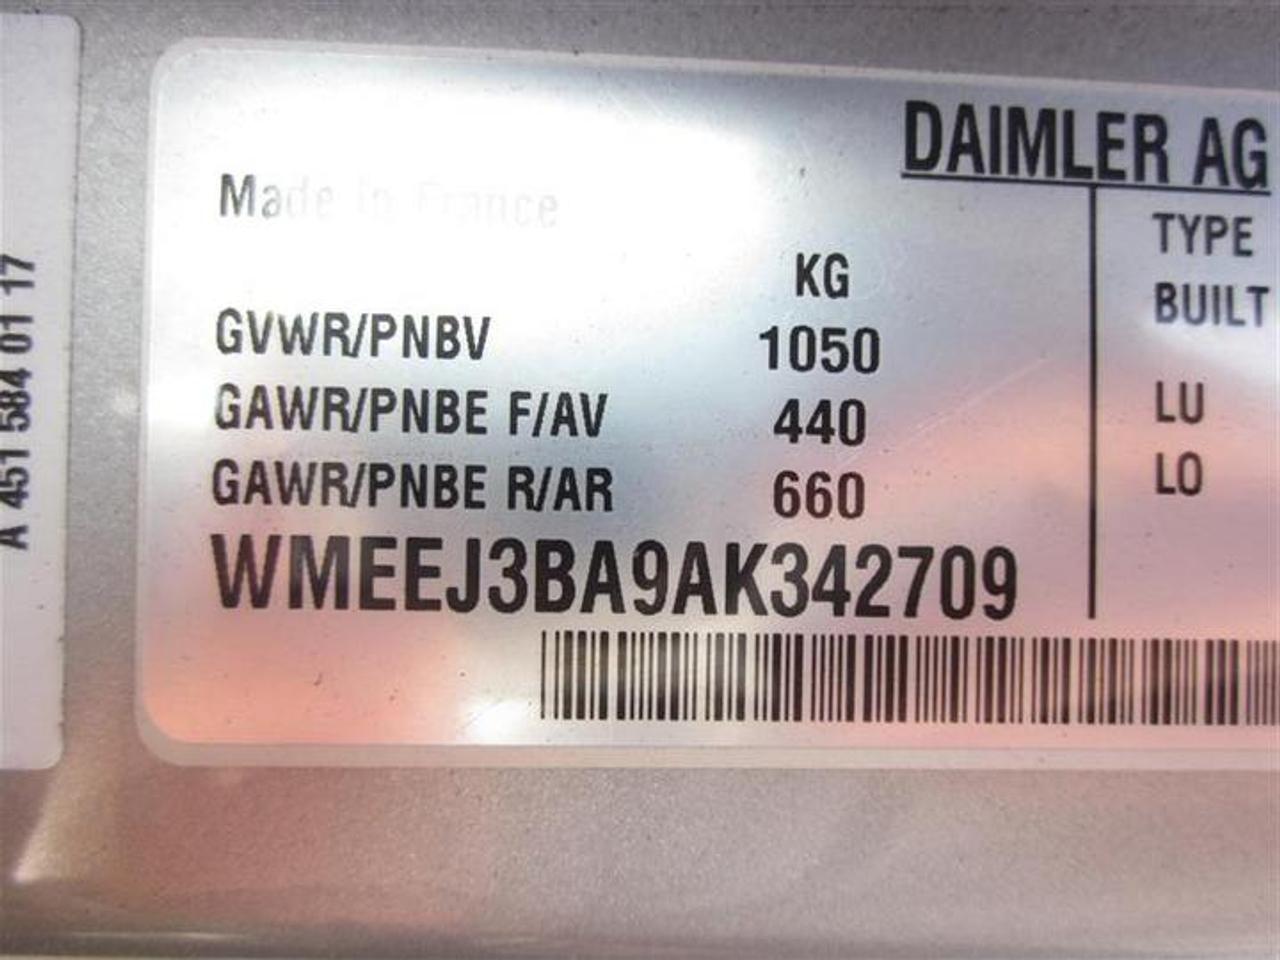 A 451 584 01 17
DAIMLER AG
Made in France
TYPE
KG
BUILT
GVWR/PNBV 1050
GAWR/PNBE F/AV 440
LU
GAWR/PNBE R/AR 660
LO
WMEEJ3BA9AK342709